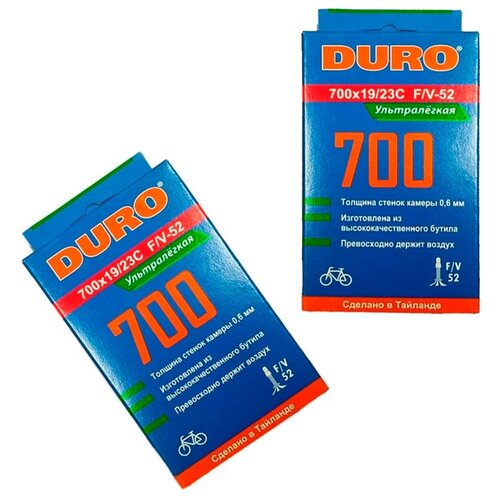 DURO®
700x19/23C F/V-52
Ультралёгкая
700
Толщина стенок камеры 0,6 мм
Изготовлена из
высококачественного бутила
Превосходно держит воздух
F/V
52
Сделано в Тайланде
DURO®
700x19/23C F/V-52
Ультралёгкая
700
Толщина стенок камеры 0,6 мм
Изготовлена из
высококачественного бутила
Превосходно держит воздух
F/V
52
Сделано в Тайланде